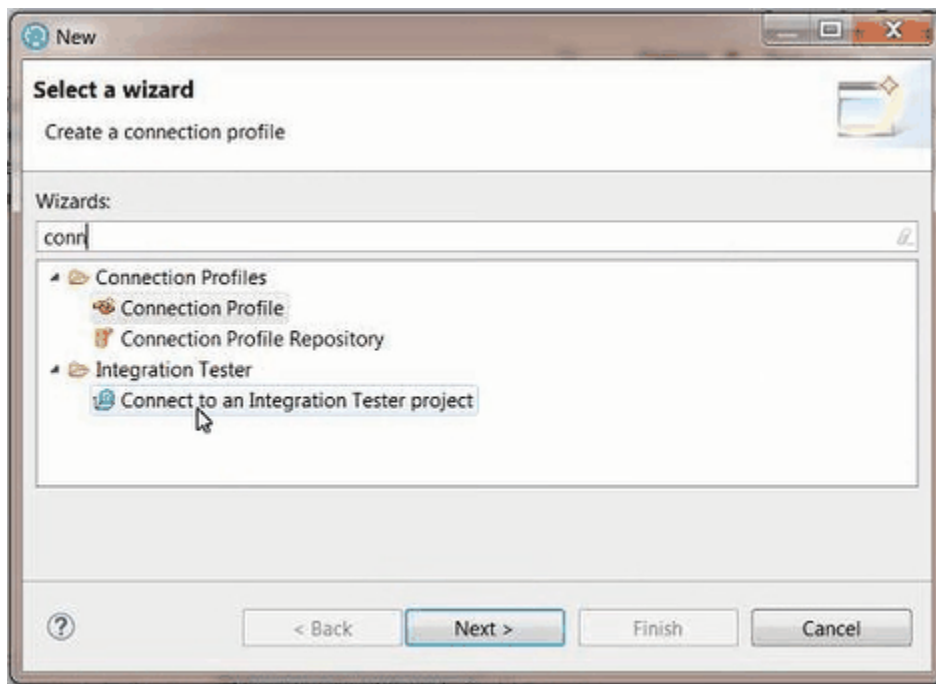 New
Select a wizard
Create a connection profile
Wizards:
conn
Connection Profiles
Connection Profile
Connection Profile Repository
Integration Tester
Connect to an Integration Tester project
< Back Next > Finish Cancel